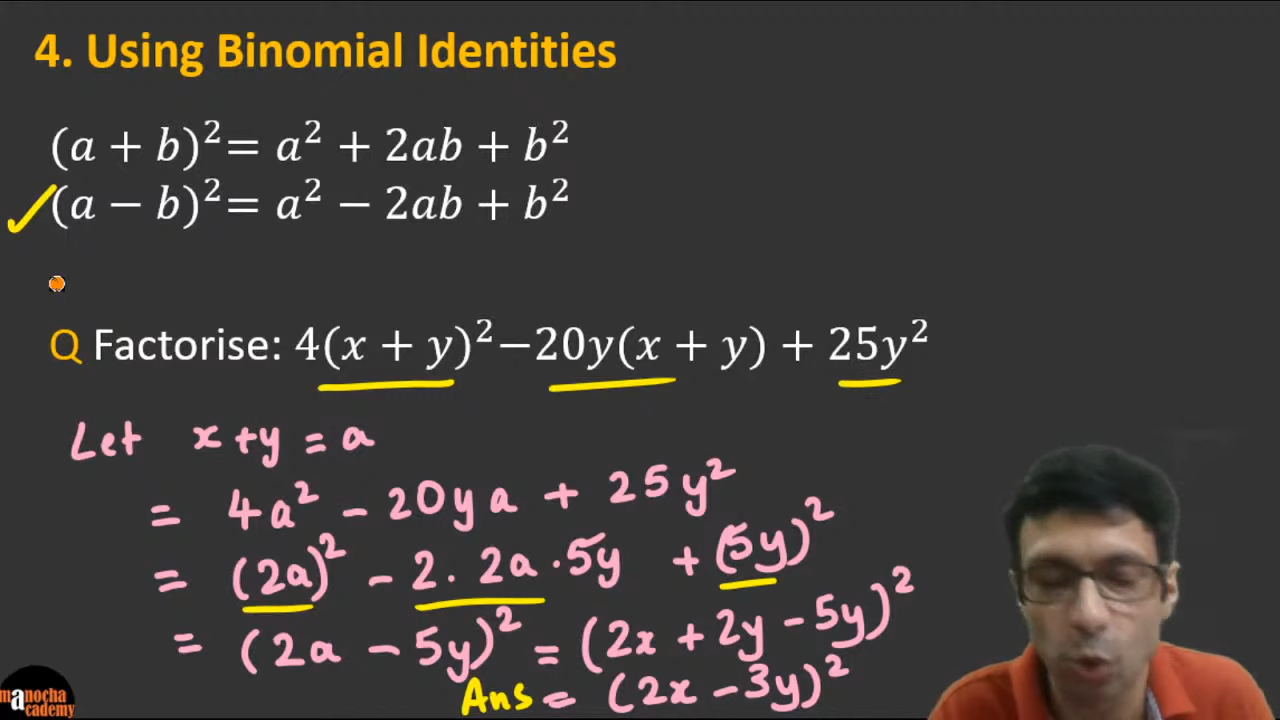 4. Using Binomial Identities
(a + b)²= a² + 2ab + b²
(a − b)²= a² − 2ab + b²
Q Factorise: 4(x + y)²−20y(x + y) + 25y²
Let x+y = a
= 4a² - 20ya + 25y²
= (2a)² - 2. 2a .5y + (5y)²
= (2a - 5y)² = (2x + 2y - 5y)²
Ans = (2x - 3y)²
manocha
academy